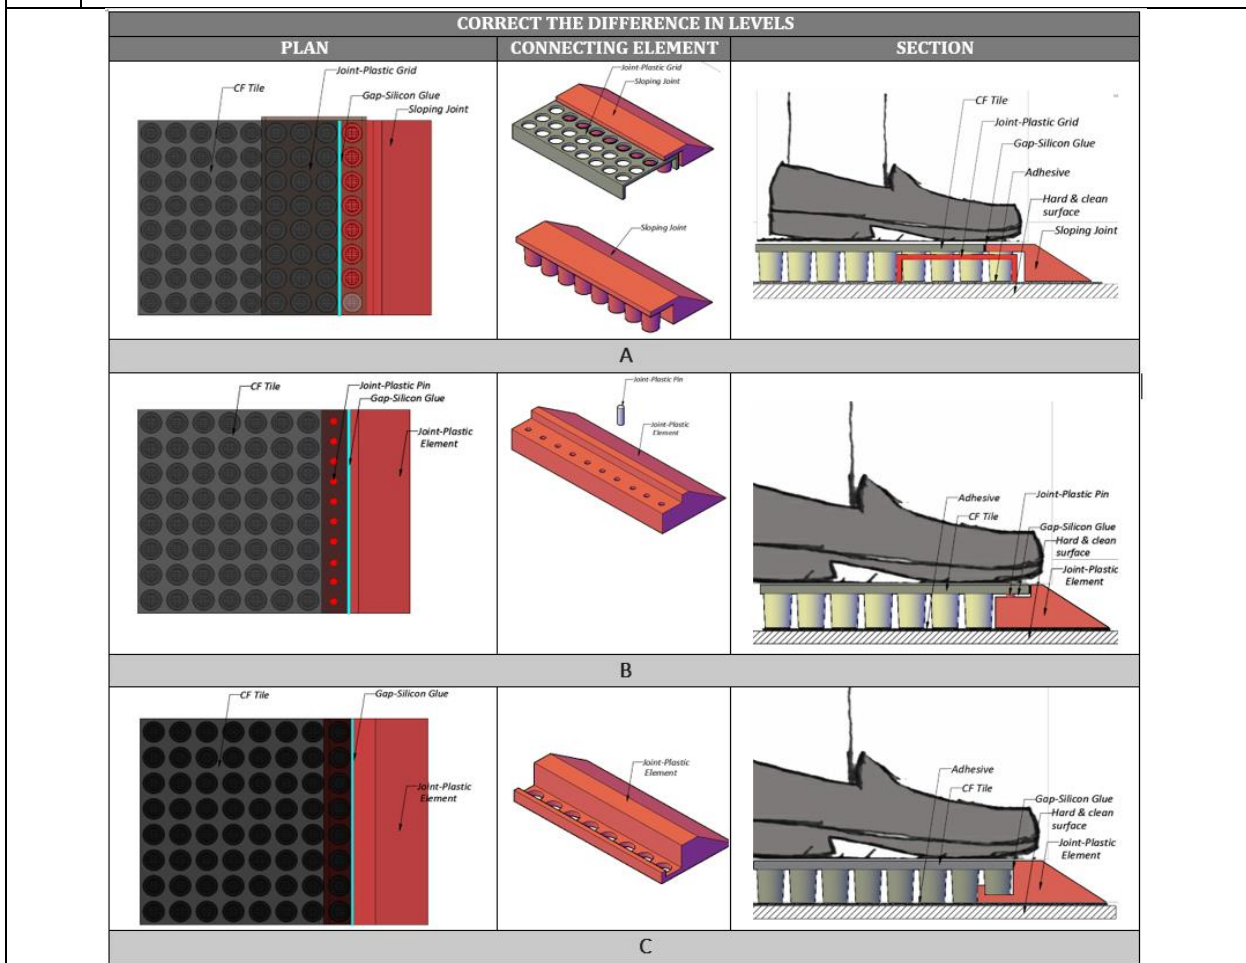 CORRECT THE DIFFERENCE IN LEVELS
PLAN
CONNECTING ELEMENT
SECTION
CF Tile
Joint-Plastic Grid
Gap-Silicon Glue
Sloping Joint
Joint-Plastic Grid
Sloping Joint
Sloping Joint
CF Tile
Joint-Plastic Grid
Gap-Silicon Glue
Adhesive
Hard & clean
surface
Sloping Joint
A
CF Tile
Joint-Plastic Pin
Gap-Silicon Glue
Joint-Plastic
Element
Joint-Plastic Pin
Joint-Plastic
Element
Adhesive
CF Tile
Joint-Plastic Pin
Gap-Silicon Glue
Hard & clean
surface
Joint-Plastic
Element
B
CF Tile
Gap-Silicon Glue
Joint-Plastic
Element
Joint-Plastic
Element
Adhesive
CF Tile
Gap-Silicon Glue
Hard & clean
surface
Joint-Plastic
Element
C